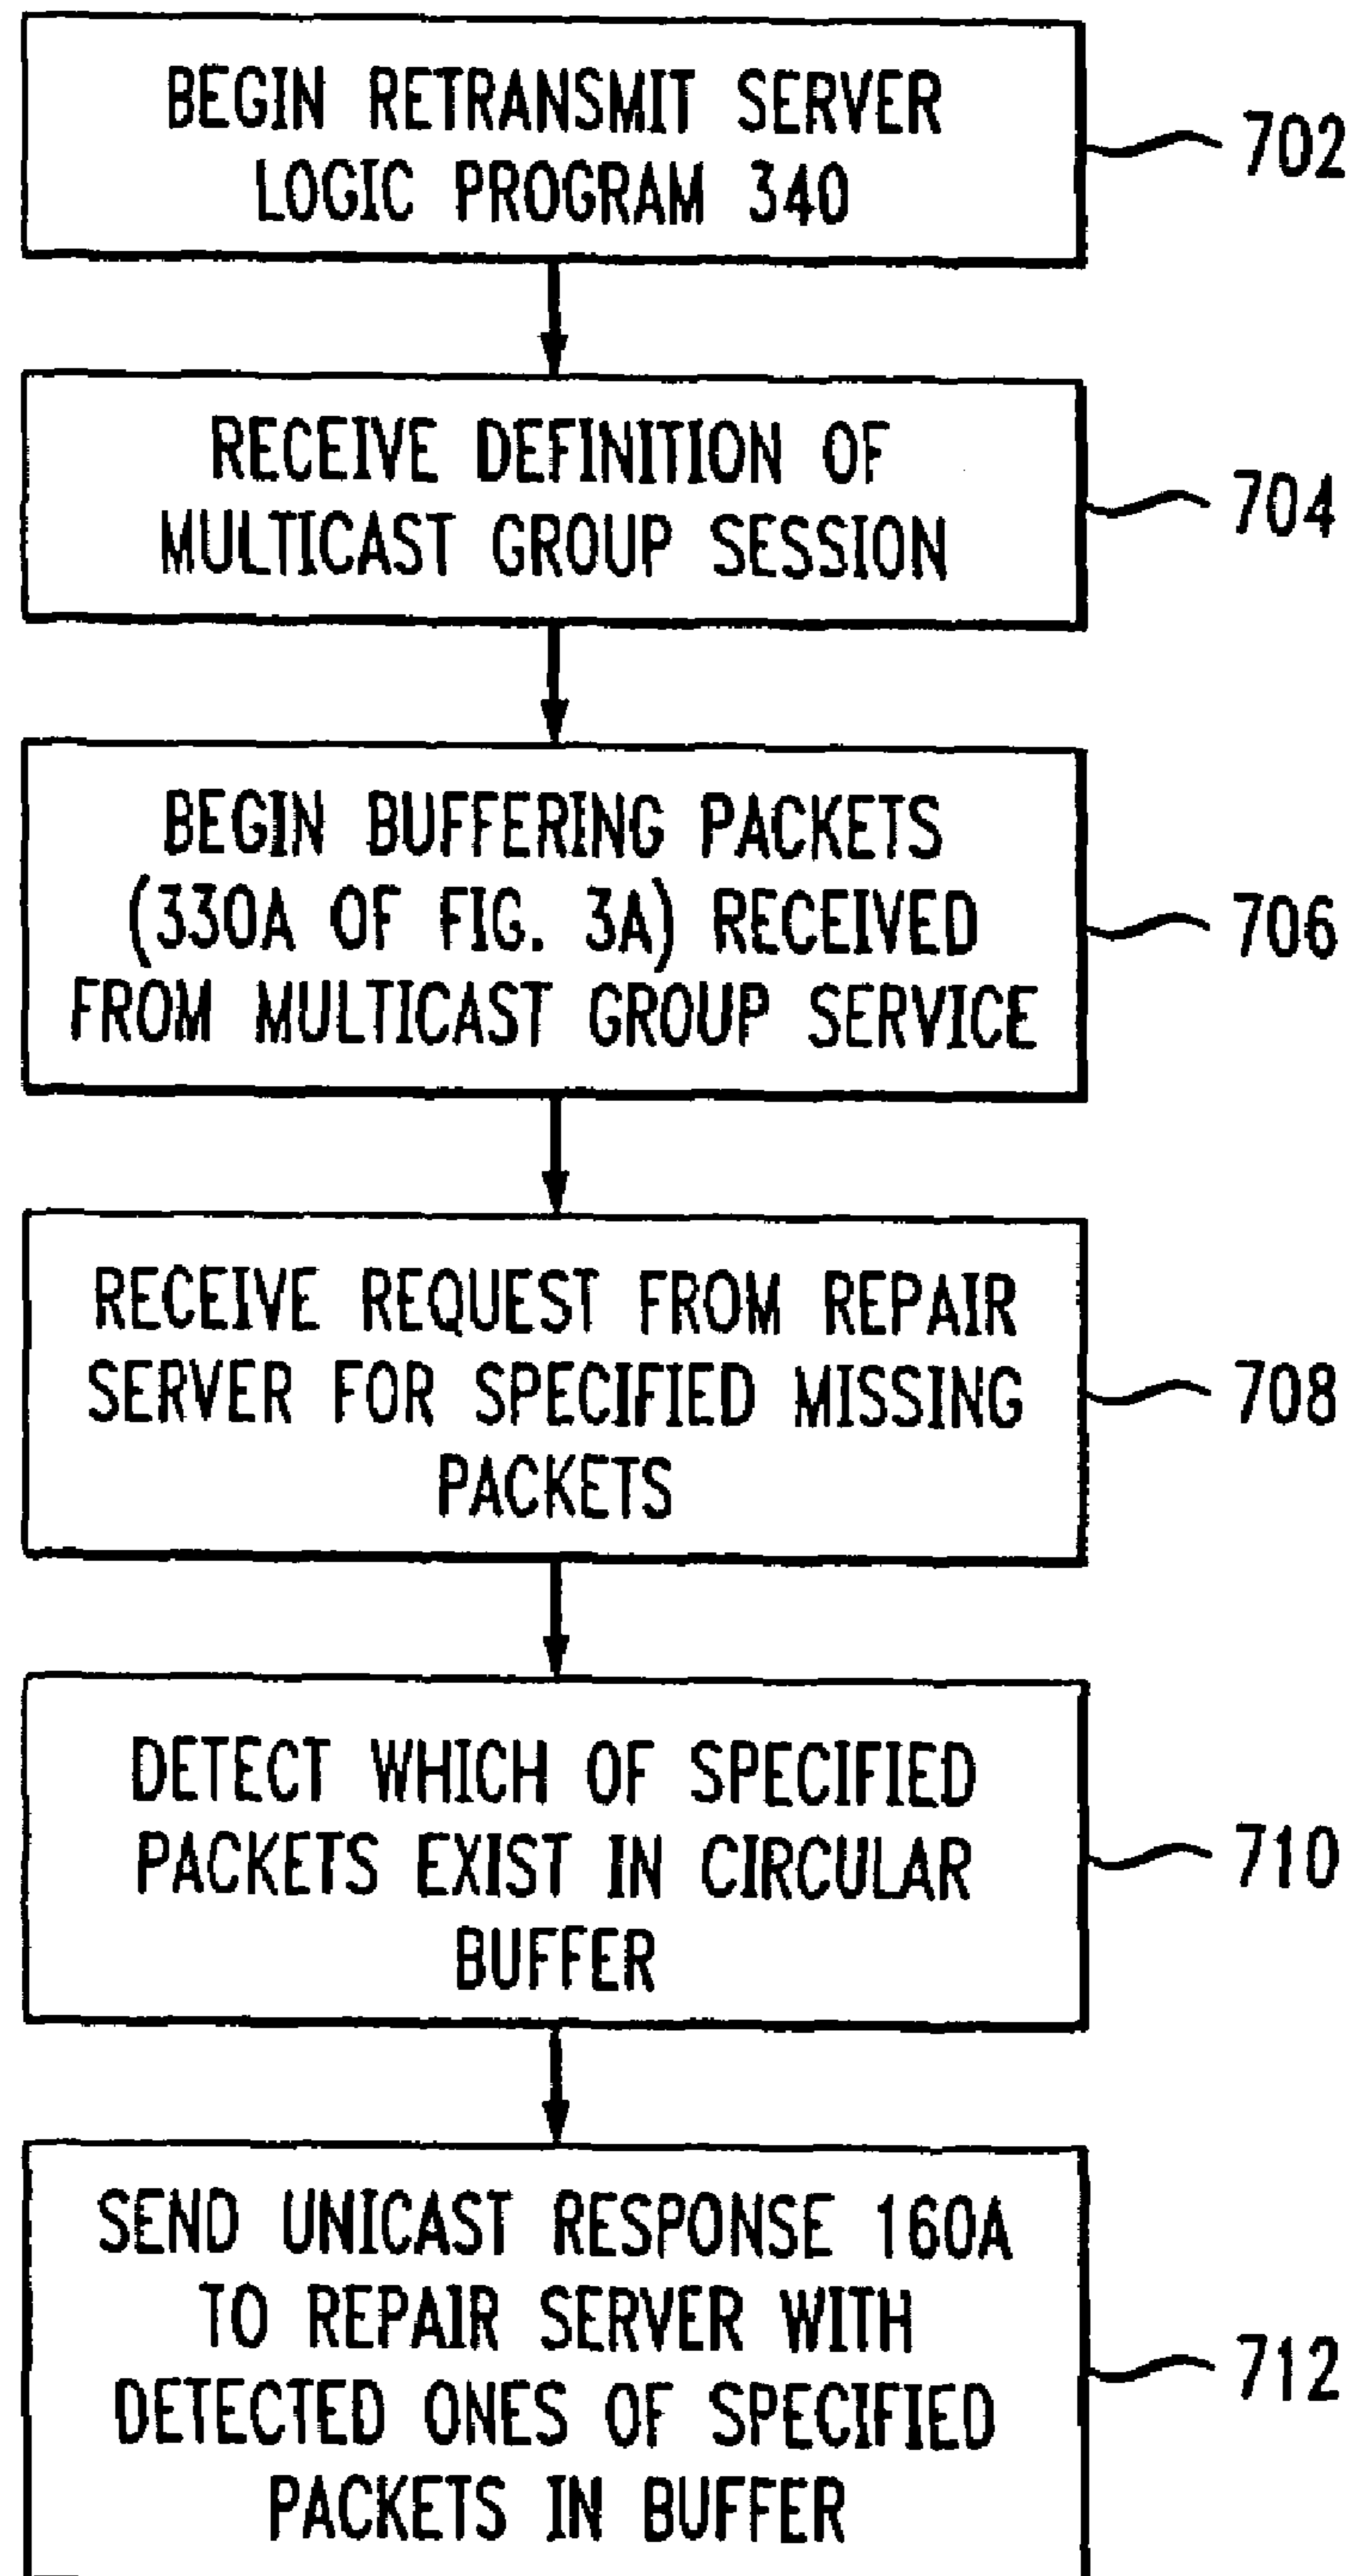 BEGIN RETRANSMIT SERVER
LOGIC PROGRAM 340
702
RECEIVE DEFINITION OF
MULTICAST GROUP SESSION
704
BEGIN BUFFERING PACKETS
(330A OF FIG. 3A) RECEIVED
FROM MULTICAST GROUP SERVICE
706
RECEIVE REQUEST FROM REPAIR
SERVER FOR SPECIFIED MISSING
PACKETS
708
DETECT WHICH OF SPECIFIED
PACKETS EXIST IN CIRCULAR
BUFFER
710
SEND UNICAST RESPONSE 160A
TO REPAIR SERVER WITH
DETECTED ONES OF SPECIFIED
PACKETS IN BUFFER
712